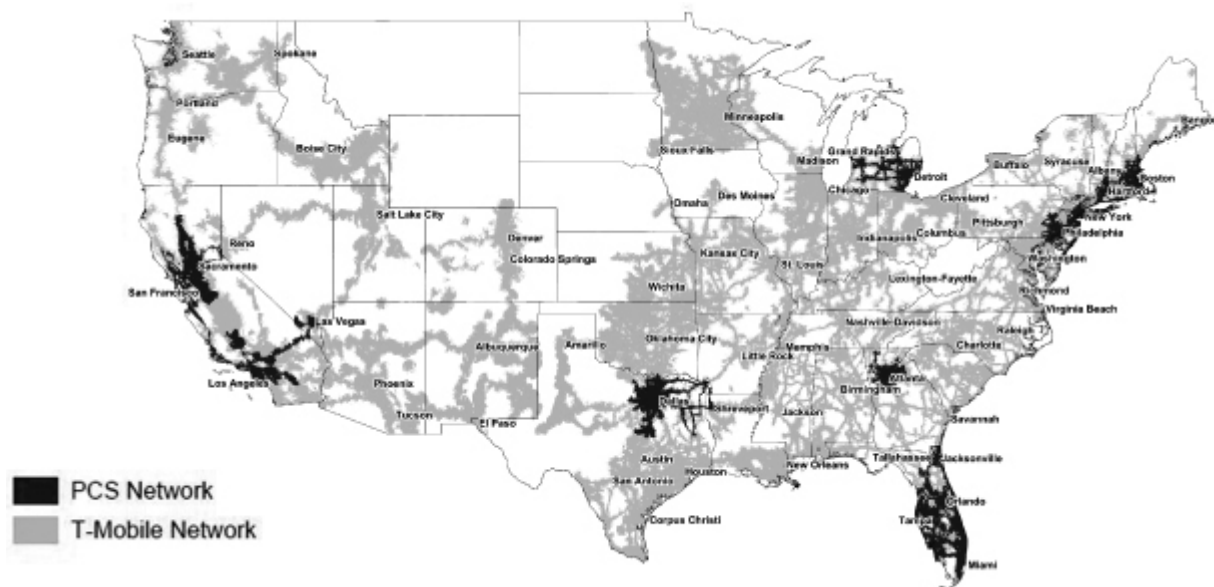 Seattle
Spokane
Portland
Eugene
Boise City
Minneapolis
Sioux Falls
Madison
Grand Rapids
Detroit
Chicago
Buffalo
Syracuse
Albany
Bangor
Boston
Hartford
New York
Philadelphia
Cleveland
Pittsburgh
Columbus
Indianapolis
Washington
Richmond
Virginia Beach
Omaha
Des Moines
Salt Lake City
Reno
Sacramento
San Francisco
Denver
Colorado Springs
Kansas City
St. Louis
Lexington-Fayette
Wichita
Las Vegas
Los Angeles
Phoenix
Tucson
Albuquerque
Amarillo
Oklahoma City
Little Rock
Memphis
Nashville-Davidson
Raleigh
Charlotte
Atlanta
Birmingham
El Paso
Dallas
Shreveport
Jackson
Savannah
Austin
San Antonio
Houston
New Orleans
Tallahassee
Jacksonville
Orlando
Tampa
Miami
Corpus Christi
PCS Network
T-Mobile Network